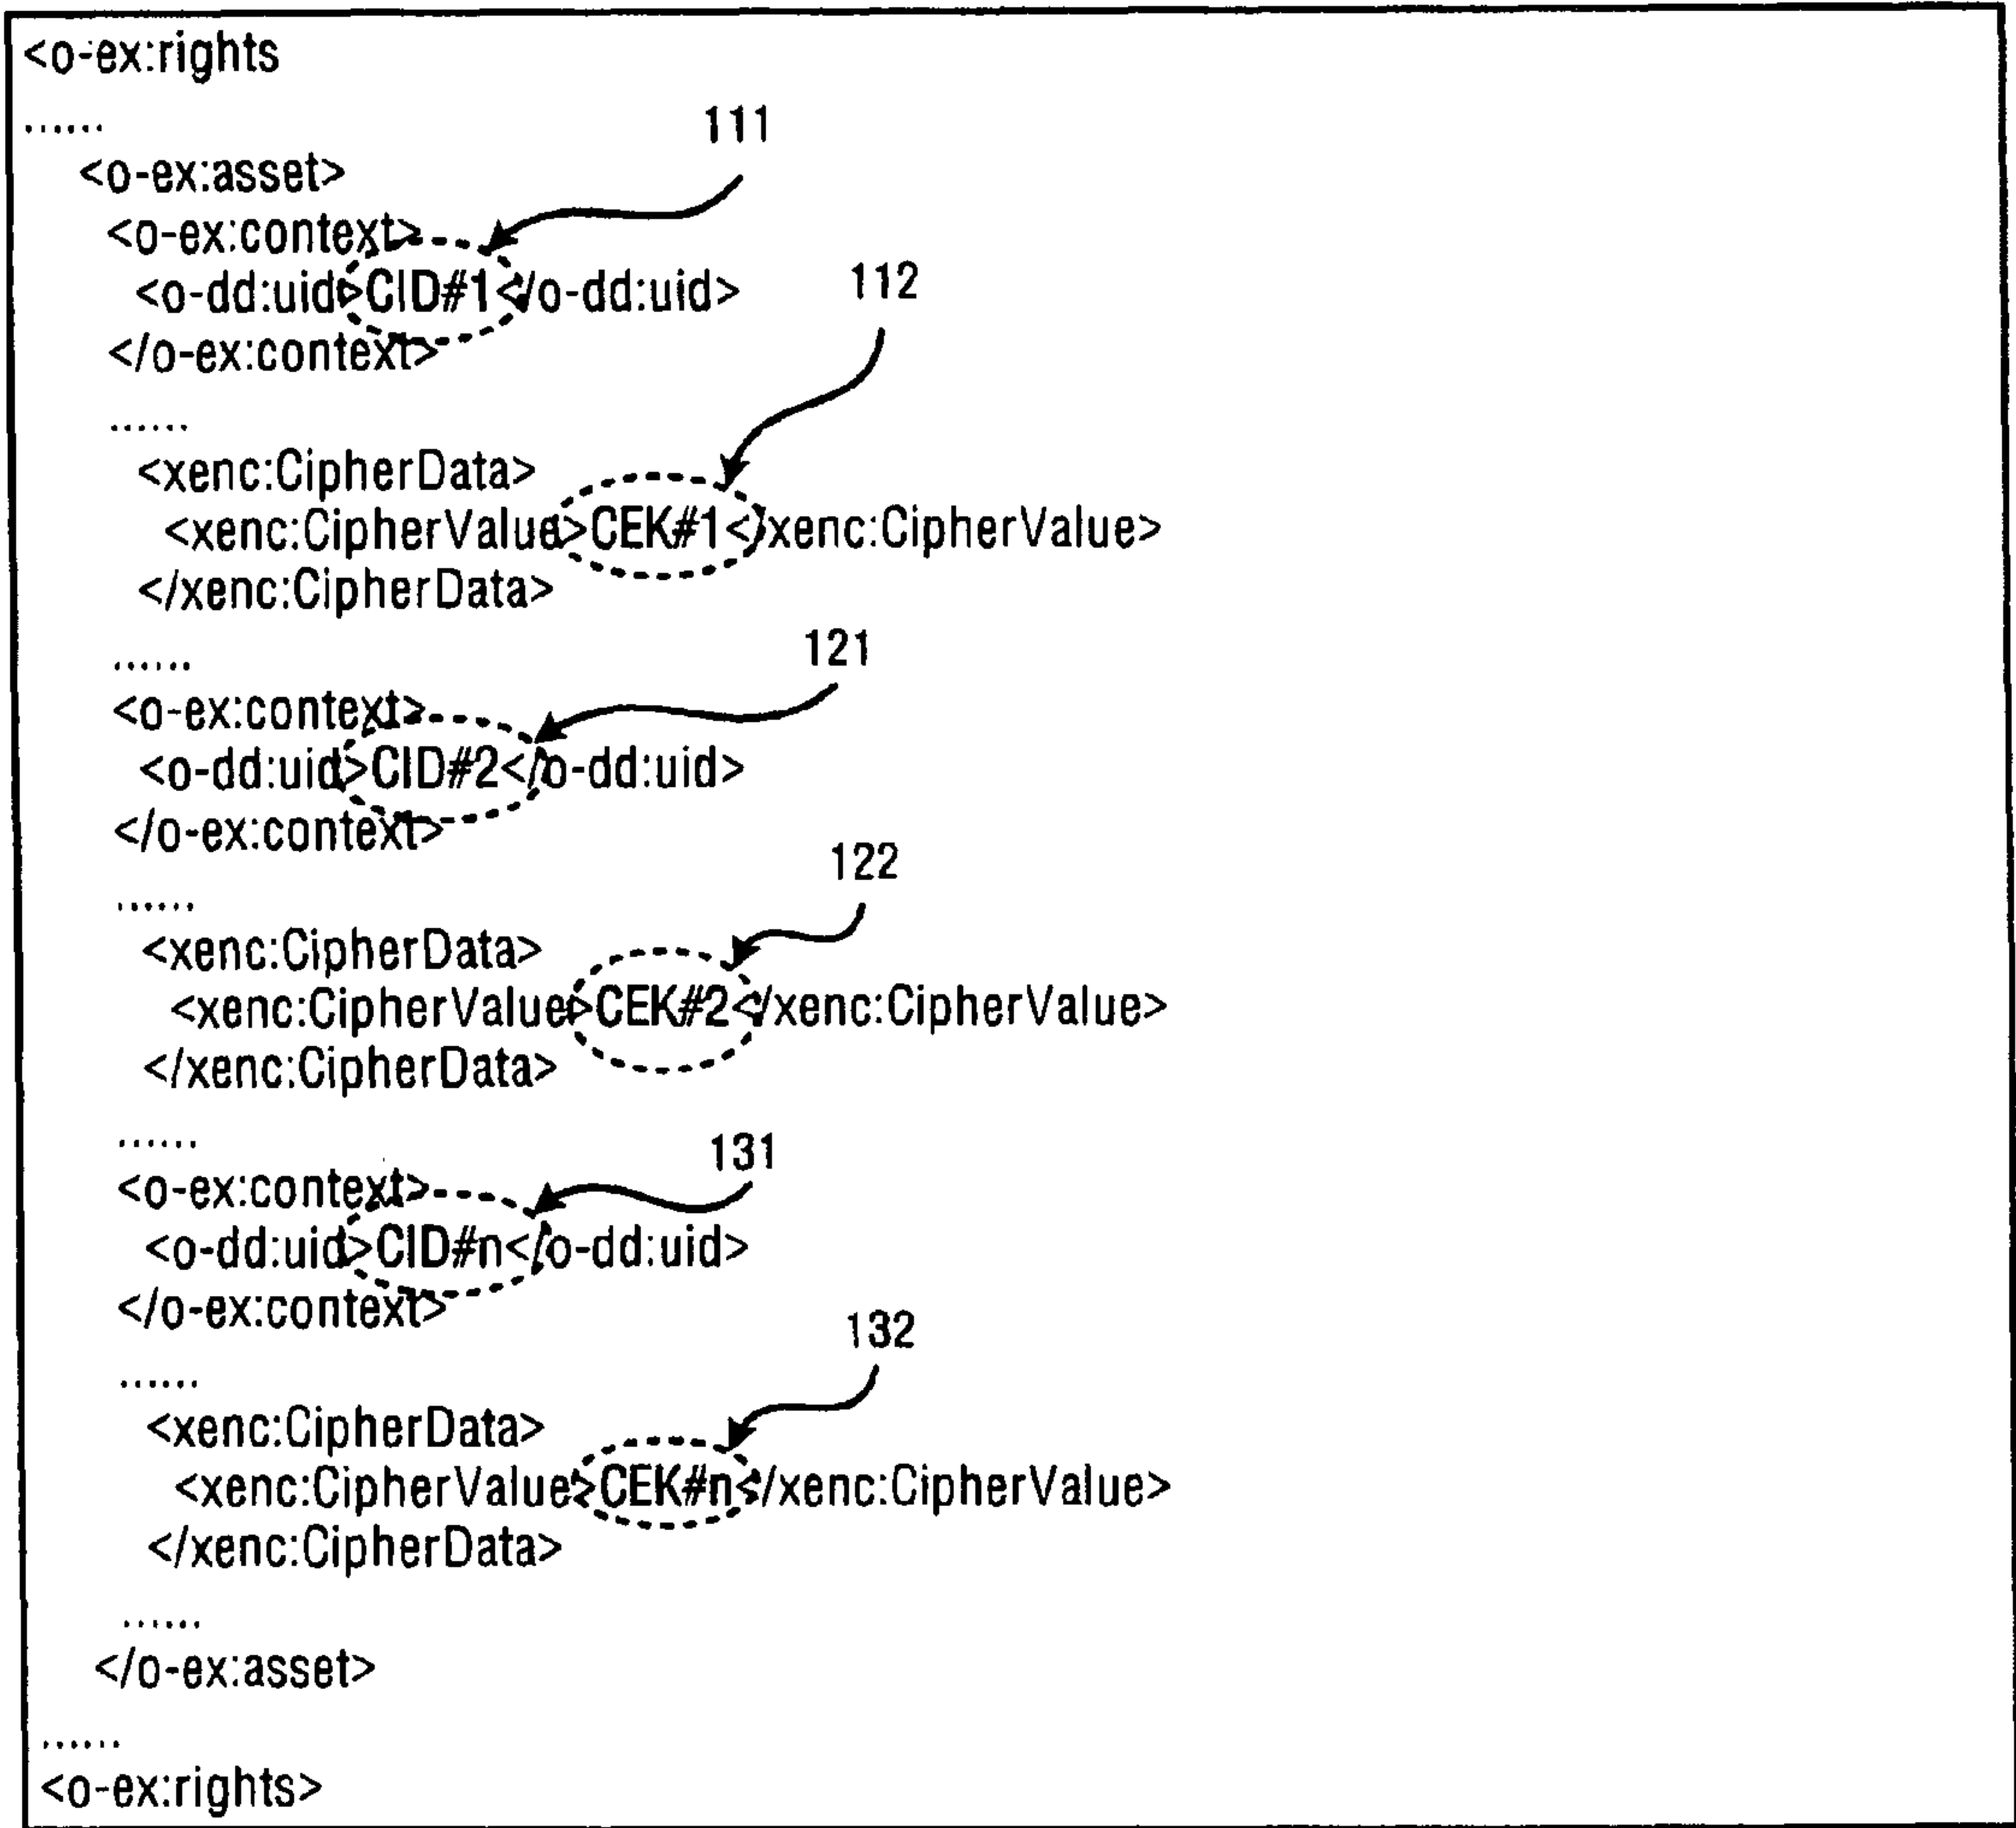 <o-ex:rights
......
111
<o-ex:asset>
<o-ex:context>
<o-dd:uid>CID#1</o-dd:uid>
112
</o-ex:context>
......
<xenc:CipherData>
<xenc:CipherValue>CEK#1</xenc:CipherValue>
</xenc:CipherData>
121
......
<o-ex:context>
<o-dd:uid>CID#2</o-dd:uid>
</o-ex:context>
122
......
<xenc:CipherData>
<xenc:CipherValue>CEK#2</xenc:CipherValue>
</xenc:CipherData>
......
131
<o-ex:context>
<o-dd:uid>CID#n</o-dd:uid>
</o-ex:context>
132
......
<xenc:CipherData>
<xenc:CipherValue>CEK#n</xenc:CipherValue>
</xenc:CipherData>
......
</o-ex:asset>
......
<o-ex:rights>